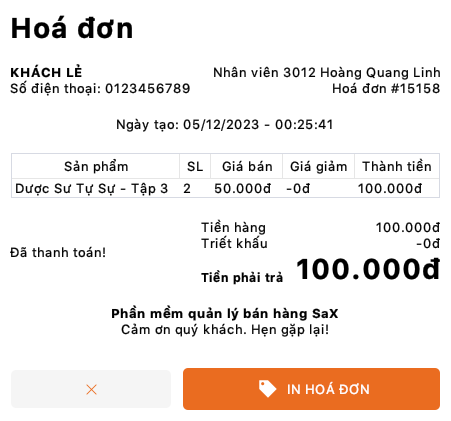 Hoá đơn
KHÁCH LẺ
Nhân viên 3012 Hoàng Quang Linh
Số điện thoại: 0123456789
Hoá đơn #15158
Ngày tạo: 05/12/2023 - 00:25:41
Sản phẩm SL Giá bán Giá giảm Thành tiền
Dược Sư Tự Sự - Tập 3 2 50.000đ -0đ 100.000đ
Tiền hàng 100.000đ
Triết khấu -0đ
Đã thanh toán!
Tiền phải trả 100.000đ
Phần mềm quản lý bán hàng SaX
Cảm ơn quý khách. Hẹn gặp lại!
IN HOÁ ĐƠN